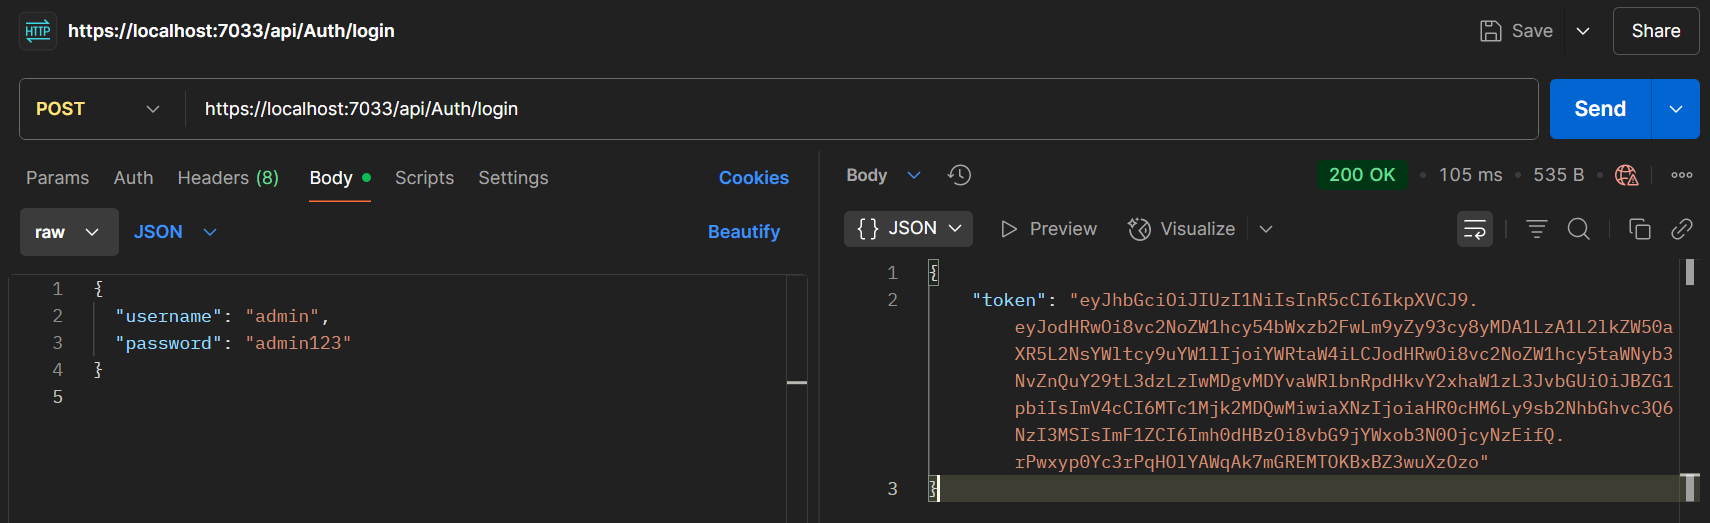 HTTP https://localhost:7033/api/Auth/login Save Share
POST https://localhost:7033/api/Auth/login Send
Params Auth Headers (8) Body Scripts Settings Cookies
raw JSON Beautify
1 {
2 "username": "admin",
3 "password": "admin123"
4 }
5
Body 200 OK 105 ms 535 B
{} JSON Preview Visualize
1 {
2 "token": "eyJhbGciOiJIUzI1NiIsInR5cCI6IkpXVCJ9.
eyJodHRwOi8vc2NoZW1hcy54bWxzb2FwLm9yZy93cy8yMDA1LzA1L2lkZW50a
XR5L2NsYWltcy9uYW1lIjoiYWRtaW4iLCJodHRwOi8vc2NoZW1hcy5taWNyb3
NvZnQuY29tL3dzLzIwMDgvMDYvaWRlbnRpdHkvY2xhaW1zL3JvbGUiOiJBZG1
pbiIsImV4cCI6MTc1Mjk2MDQwMiwiaXNzIjoiaHR0cHM6Ly9sb2NhbGhvc3Q6
NzI3MSIsImF1ZCI6Imh0dHBzOi8vbG9jYWxob3N0OjcyNzEifQ.
rPwxyp0Yc3rPqHOlYAWqAk7mGREMTOKBxBZ3wuXzOzo"
3 }